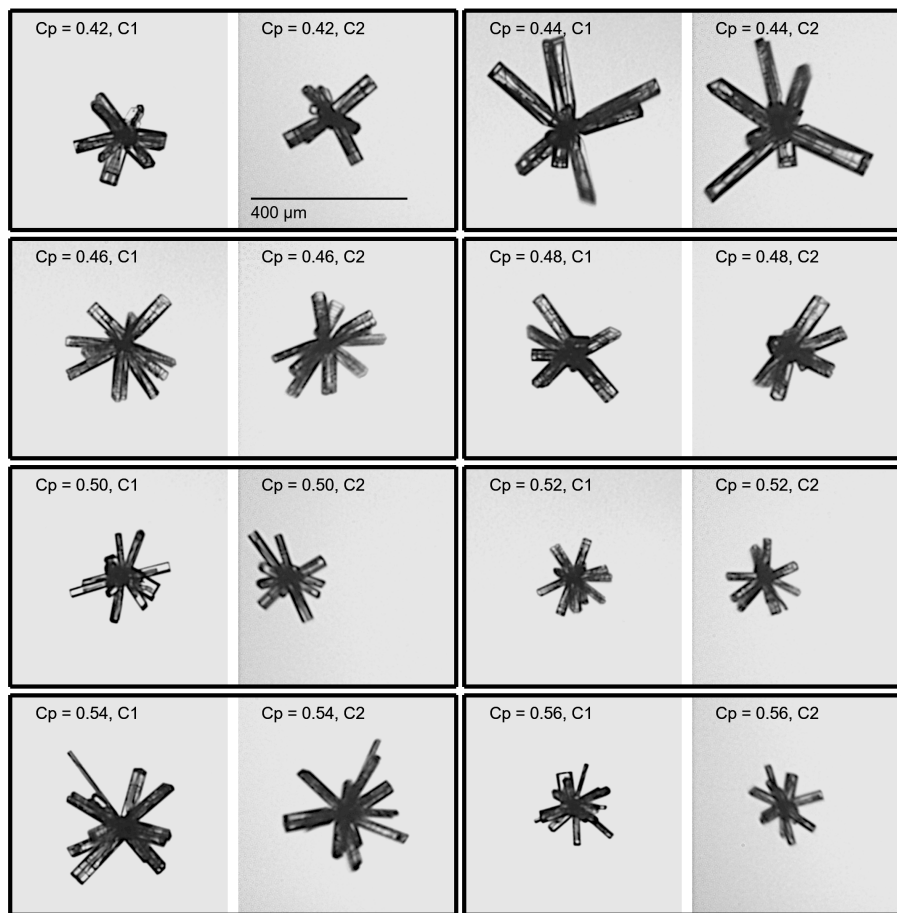 Cp = 0.42, C1
Cp = 0.42, C2
400 µm
Cp = 0.44, C1
Cp = 0.44, C2
Cp = 0.46, C1
Cp = 0.46, C2
Cp = 0.48, C1
Cp = 0.48, C2
Cp = 0.50, C1
Cp = 0.50, C2
Cp = 0.52, C1
Cp = 0.52, C2
Cp = 0.54, C1
Cp = 0.54, C2
Cp = 0.56, C1
Cp = 0.56, C2